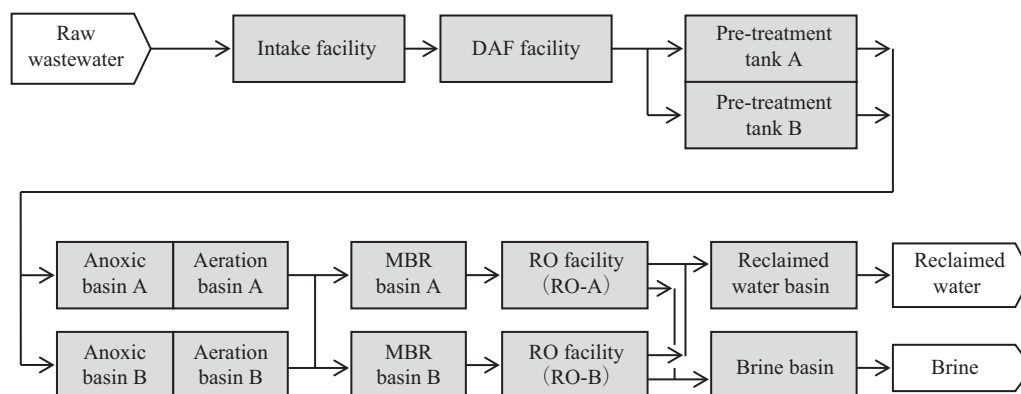 Raw
wastewater
Intake facility
DAF facility
Pre-treatment
tank A
Pre-treatment
tank B
Anoxic
basin A
Aeration
basin A
MBR
basin A
RO facility
(RO-A)
Reclaimed
water basin
Reclaimed
water
Anoxic
basin B
Aeration
basin B
MBR
basin B
RO facility
(RO-B)
Brine basin
Brine